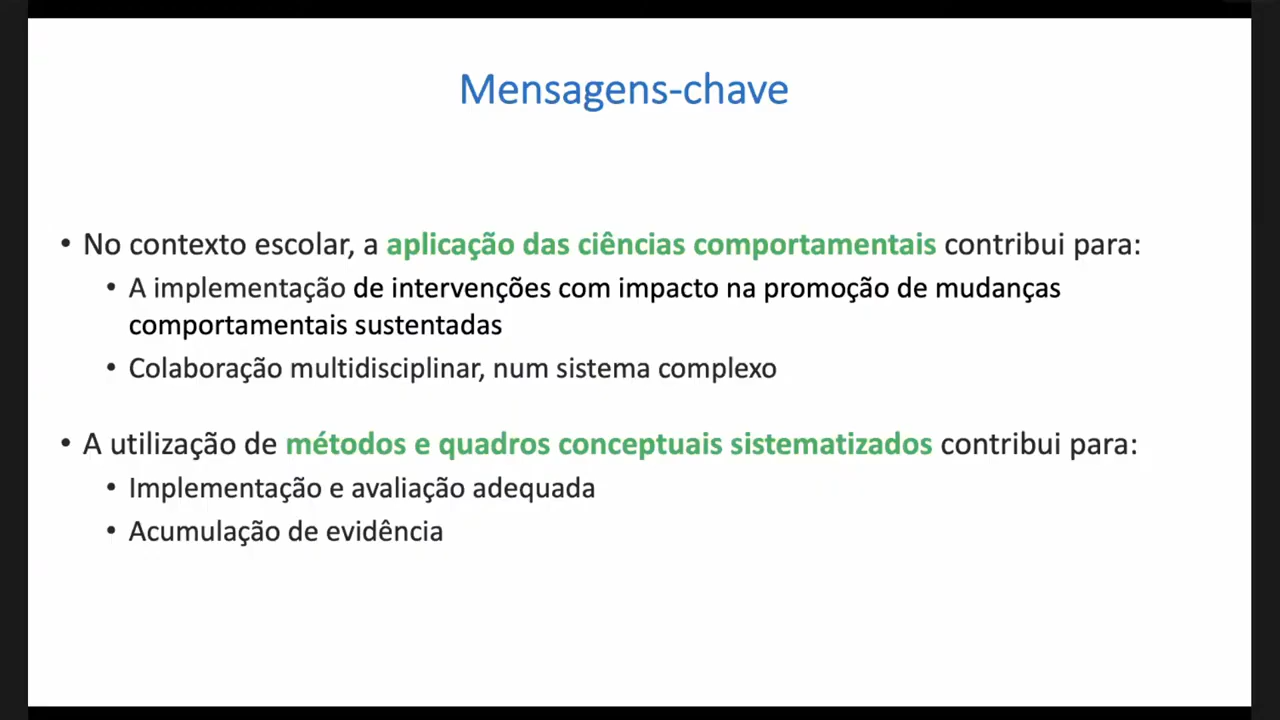 Mensagens-chave
• No contexto escolar, a aplicação das ciências comportamentais contribui para:
• A implementação de intervenções com impacto na promoção de mudanças
comportamentais sustentadas
• Colaboração multidisciplinar, num sistema complexo
• A utilização de métodos e quadros conceptuais sistematizados contribui para:
• Implementação e avaliação adequada
• Acumulação de evidência